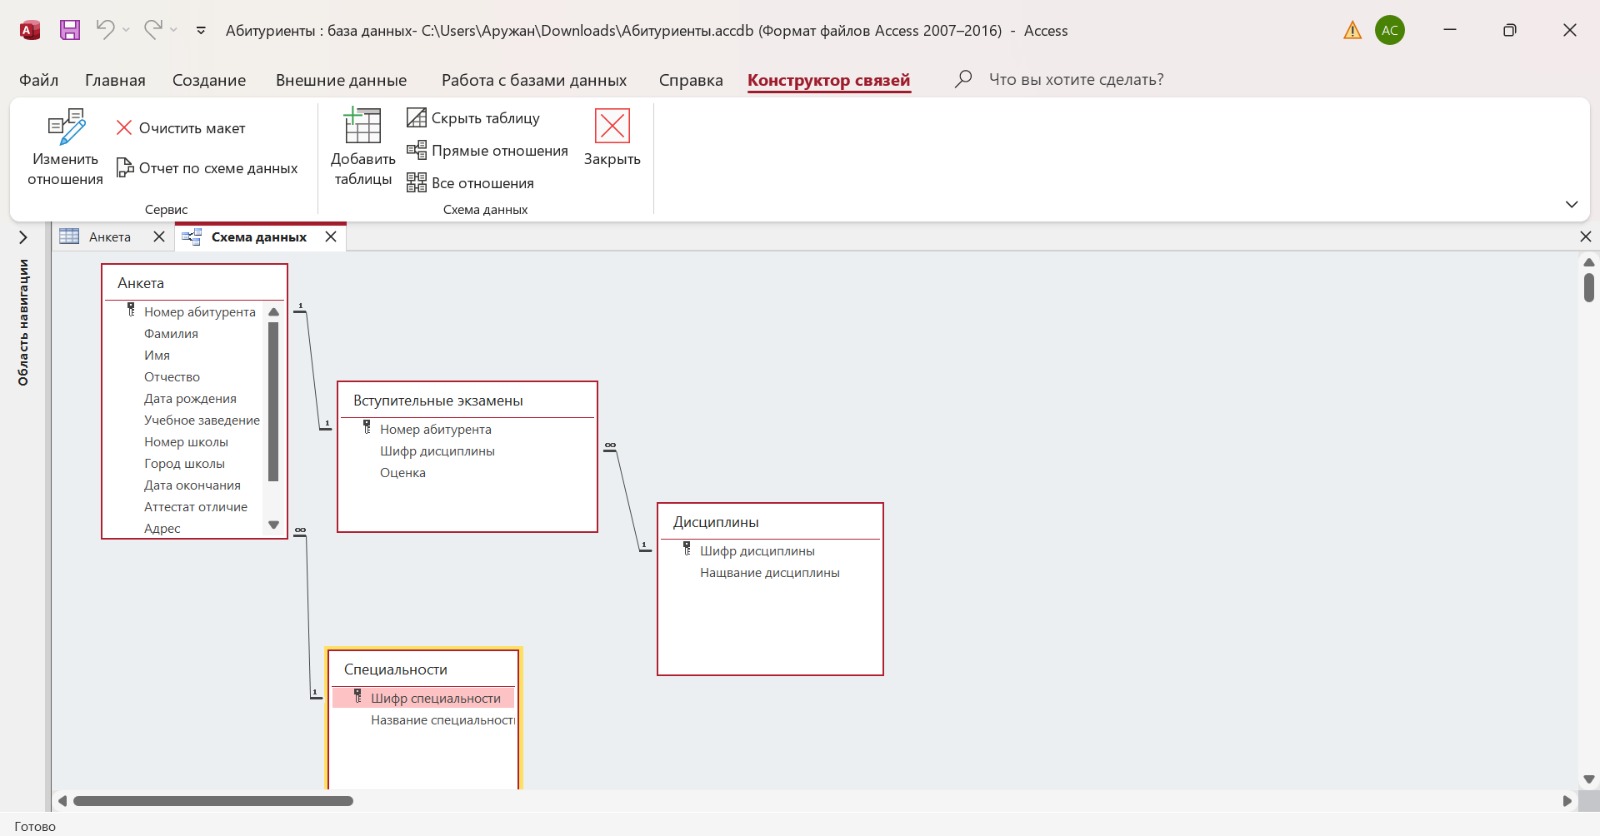 Абитуриенты : база данных- C:\Users\Аружан\Downloads\Абитуриенты.accdb (Формат файлов Access 2007–2016) - Access
AC
Файл Главная Создание Внешние данные Работа с базами данных Справка Конструктор связей Что вы хотите сделать?
Изменить отношения
Очистить макет
Отчет по схеме данных
Сервис
Добавить таблицы
Скрыть таблицу
Прямые отношения
Все отношения
Закрыть
Схема данных
Анкета
Схема данных
Область навигации
Анкета
Номер абитурента
Фамилия
Имя
Отчество
Дата рождения
Учебное заведение
Номер школы
Город школы
Дата окончания
Аттестат отличие
Адрес
1
1
∞
1
Вступительные экзамены
Номер абитурента
Шифр дисциплины
Оценка
∞
1
Дисциплины
Шифр дисциплины
Нащвание дисциплины
Специальности
Шифр специальности
Название специальност
Готово